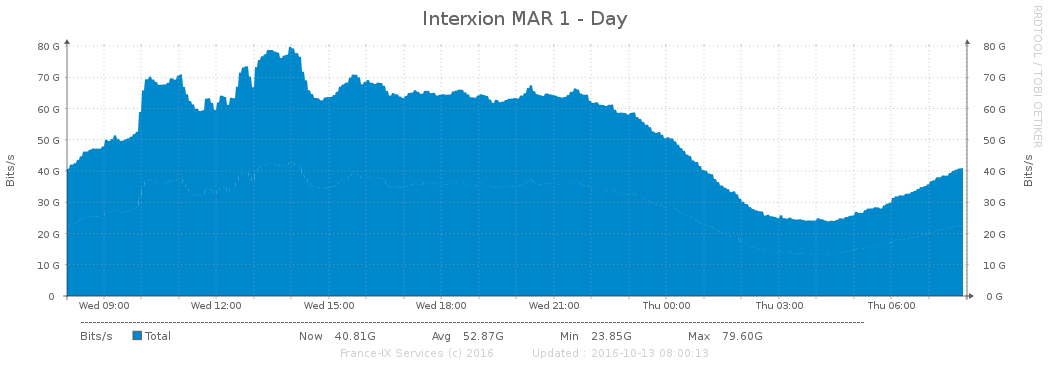 Interxion MAR 1 - Day
RRDTOOL / TOBI OETIKER
80 G 80 G
70 G 70 G
60 G 60 G
50 G 50 G
40 G 40 G
30 G 30 G
20 G 20 G
10 G 10 G
0 0 G
Bits/s
Bits/s
Wed 09:00 Wed 12:00 Wed 15:00 Wed 18:00 Wed 21:00 Thu 00:00 Thu 03:00 Thu 06:00
Bits/s Total Now 40.81G Avg 52.87G Min 23.85G Max 79.60G
France-IX Services (c) 2016 Updated : 2016-10-13 08:00:13